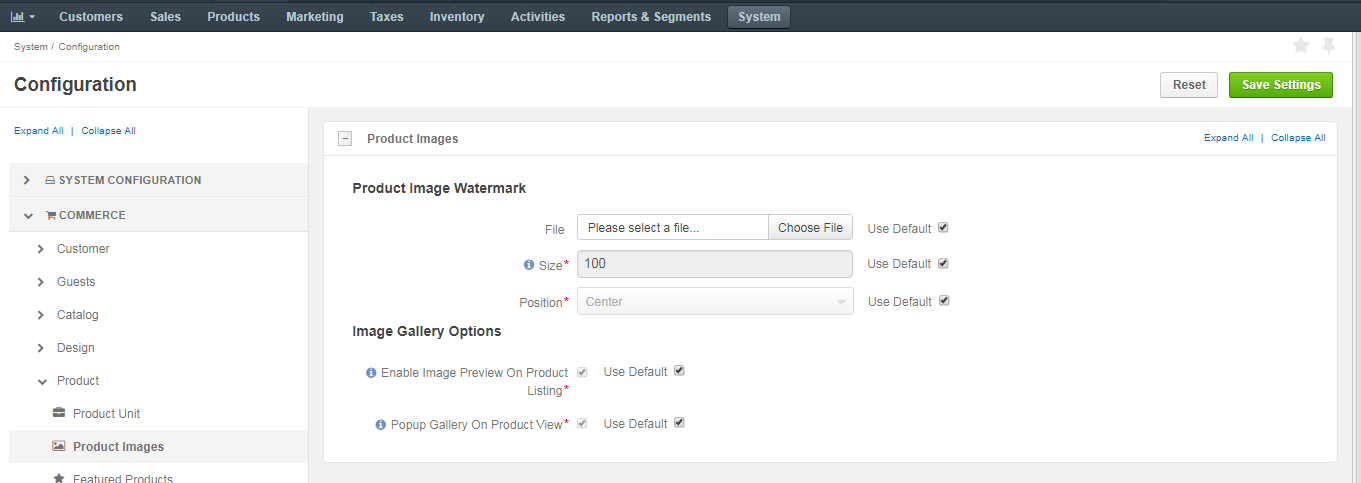 Customers Sales Products Marketing Taxes Inventory Activities Reports & Segments System
System / Configuration
Configuration
Reset Save Settings
Expand All | Collapse All
SYSTEM CONFIGURATION
COMMERCE
Customer
Guests
Catalog
Design
Product
Product Unit
Product Images
Featured Products
Product Images
Expand All | Collapse All
Product Image Watermark
File Please select a file... Choose File Use Default
Size* 100 Use Default
Position* Center Use Default
Image Gallery Options
Enable Image Preview On Product Use Default
Listing*
Popup Gallery On Product View* Use Default